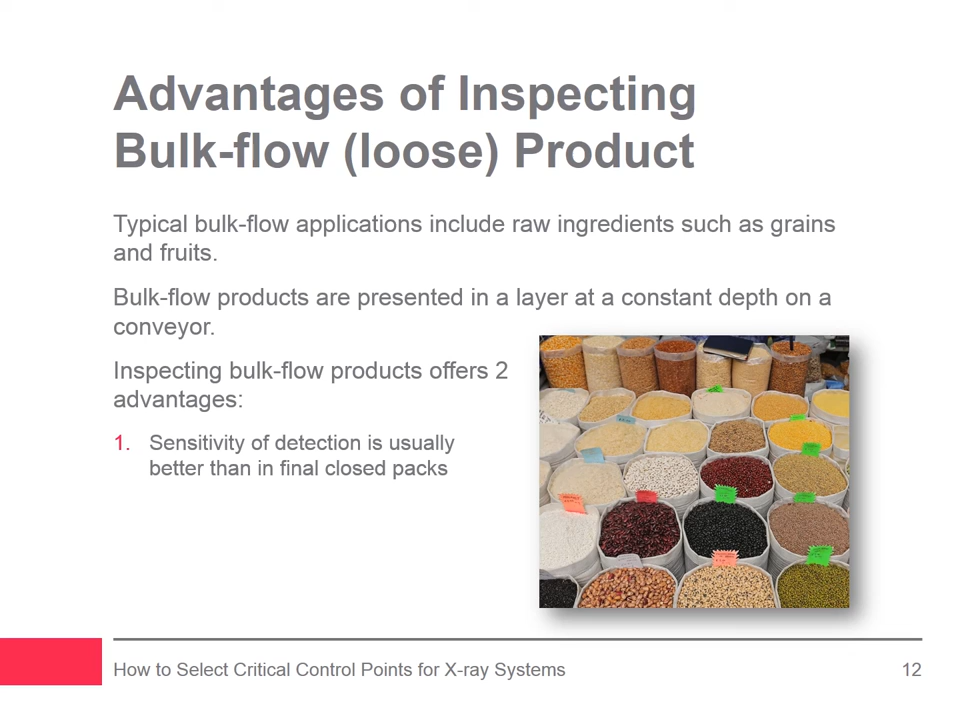 Advantages of Inspecting
Bulk-flow (loose) Product
Typical bulk-flow applications include raw ingredients such as grains
and fruits.
Bulk-flow products are presented in a layer at a constant depth on a
conveyor.
Inspecting bulk-flow products offers 2
advantages:
1. Sensitivity of detection is usually
better than in final closed packs
How to Select Critical Control Points for X-ray Systems
12